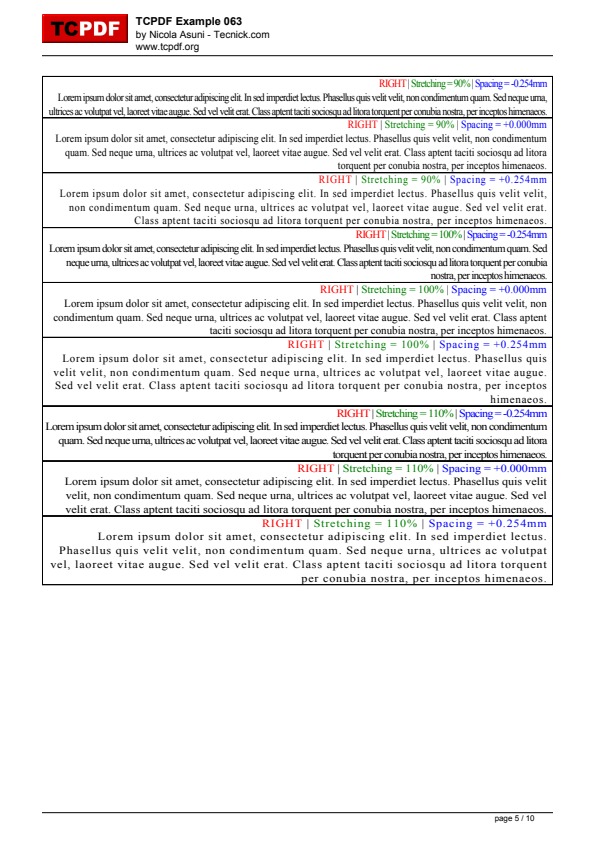 TCPDF
TCPDF Example 063
by Nicola Asuni - Tecnick.com
www.tcpdf.org
RIGHT | Stretching = 90% | Spacing = -0.254mm
Lorem ipsum dolor sit amet, consectetur adipiscing elit. In sed imperdiet lectus. Phasellus quis velit velit, non condimentum quam. Sed neque urna,
ultrices ac volutpat vel, laoreet vitae augue. Sed vel velit erat. Class aptent taciti sociosqu ad litora torquent per conubia nostra, per inceptos himenaeos.
RIGHT | Stretching = 90% | Spacing = +0.000mm
Lorem ipsum dolor sit amet, consectetur adipiscing elit. In sed imperdiet lectus. Phasellus quis velit velit, non condimentum
quam. Sed neque urna, ultrices ac volutpat vel, laoreet vitae augue. Sed vel velit erat. Class aptent taciti sociosqu ad litora
torquent per conubia nostra, per inceptos himenaeos.
RIGHT | Stretching = 90% | Spacing = +0.254mm
Lorem ipsum dolor sit amet, consectetur adipiscing elit. In sed imperdiet lectus. Phasellus quis velit velit,
non condimentum quam. Sed neque urna, ultrices ac volutpat vel, laoreet vitae augue. Sed vel velit erat.
Class aptent taciti sociosqu ad litora torquent per conubia nostra, per inceptos himenaeos.
RIGHT | Stretching = 100% | Spacing = -0.254mm
Lorem ipsum dolor sit amet, consectetur adipiscing elit. In sed imperdiet lectus. Phasellus quis velit velit, non condimentum quam. Sed
neque urna, ultrices ac volutpat vel, laoreet vitae augue. Sed vel velit erat. Class aptent taciti sociosqu ad litora torquent per conubia
nostra, per inceptos himenaeos.
RIGHT | Stretching = 100% | Spacing = +0.000mm
Lorem ipsum dolor sit amet, consectetur adipiscing elit. In sed imperdiet lectus. Phasellus quis velit velit, non
condimentum quam. Sed neque urna, ultrices ac volutpat vel, laoreet vitae augue. Sed vel velit erat. Class aptent
taciti sociosqu ad litora torquent per conubia nostra, per inceptos himenaeos.
RIGHT | Stretching = 100% | Spacing = +0.254mm
Lorem ipsum dolor sit amet, consectetur adipiscing elit. In sed imperdiet lectus. Phasellus quis
velit velit, non condimentum quam. Sed neque urna, ultrices ac volutpat vel, laoreet vitae augue.
Sed vel velit erat. Class aptent taciti sociosqu ad litora torquent per conubia nostra, per inceptos
himenaeos.
RIGHT | Stretching = 110% | Spacing = -0.254mm
Lorem ipsum dolor sit amet, consectetur adipiscing elit. In sed imperdiet lectus. Phasellus quis velit velit, non condimentum
quam. Sed neque urna, ultrices ac volutpat vel, laoreet vitae augue. Sed vel velit erat. Class aptent taciti sociosqu ad litora
torquent per conubia nostra, per inceptos himenaeos.
RIGHT | Stretching = 110% | Spacing = +0.000mm
Lorem ipsum dolor sit amet, consectetur adipiscing elit. In sed imperdiet lectus. Phasellus quis velit
velit, non condimentum quam. Sed neque urna, ultrices ac volutpat vel, laoreet vitae augue. Sed vel
velit erat. Class aptent taciti sociosqu ad litora torquent per conubia nostra, per inceptos himenaeos.
RIGHT | Stretching = 110% | Spacing = +0.254mm
Lorem ipsum dolor sit amet, consectetur adipiscing elit. In sed imperdiet lectus.
Phasellus quis velit velit, non condimentum quam. Sed neque urna, ultrices ac volutpat
vel, laoreet vitae augue. Sed vel velit erat. Class aptent taciti sociosqu ad litora torquent
per conubia nostra, per inceptos himenaeos.
page 5 / 10